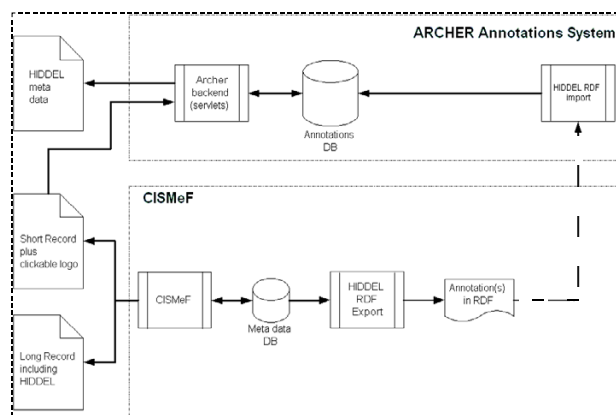 ARCHER Annotations System
HIDDEL
meta
data
Archer
backend
(servlets)
Annotations
DB
HIDDEL RDF
import
CISMeF
Short Record
plus
clickable logo
CISMeF
Meta data
DB
HIDDEL
RDF
Export
Annotation(s)
in RDF
Long Record
including
HIDDEL